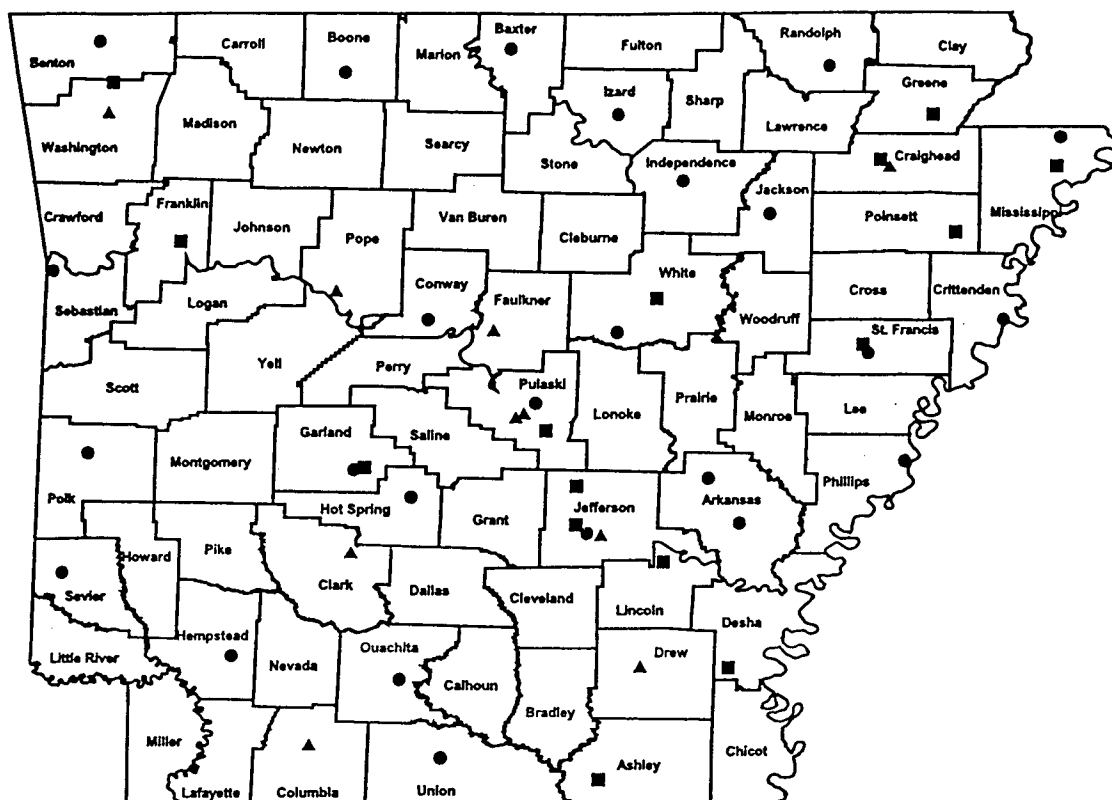 Benton
Carroll
Boone
Marion
Baxter
Fulton
Randolph
Clay
Izard
Sharp
Greene
Lawrence
Washington
Madison
Newton
Searcy
Stone
Independence
Craighead
Jackson
Crawford
Franklin
Johnson
Pope
Van Buren
Cleburne
Poinsett
Mississippi
White
Conway
Faulkner
Sebastian
Logan
Woodruff
Cross
Crittenden
St. Francis
Yell
Perry
Scott
Pulaski
Lonoke
Prairie
Monroe
Lee
Garland
Saline
Montgomery
Phillips
Polk
Hot Spring
Grant
Jefferson
Arkansas
Howard
Pike
Clark
Dallas
Cleveland
Sevier
Lincoln
Desha
Hempstead
Little River
Nevada
Ouachita
Calhoun
Drew
Bradley
Miller
Chicot
Ashley
Lafayette
Columbia
Union